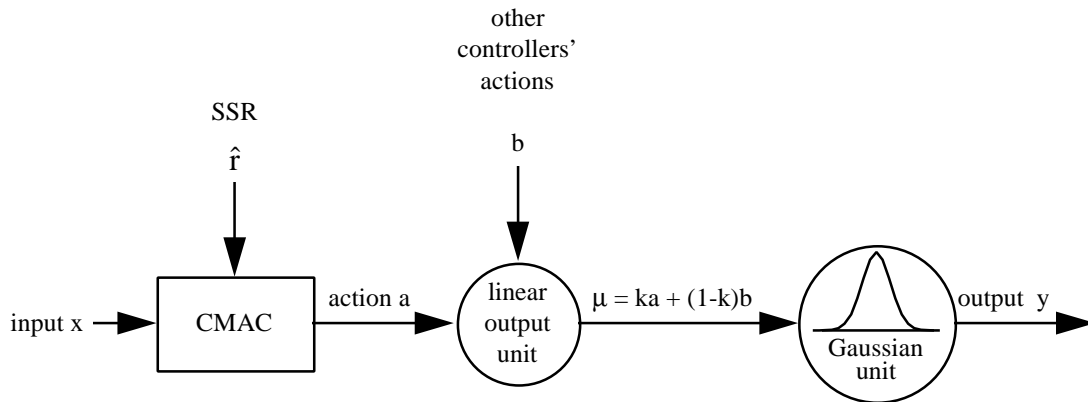 other
controllers'
actions
SSR
r̂
b
input x
CMAC
action a
linear
output
unit
μ = ka + (1-k)b
Gaussian
unit
output y